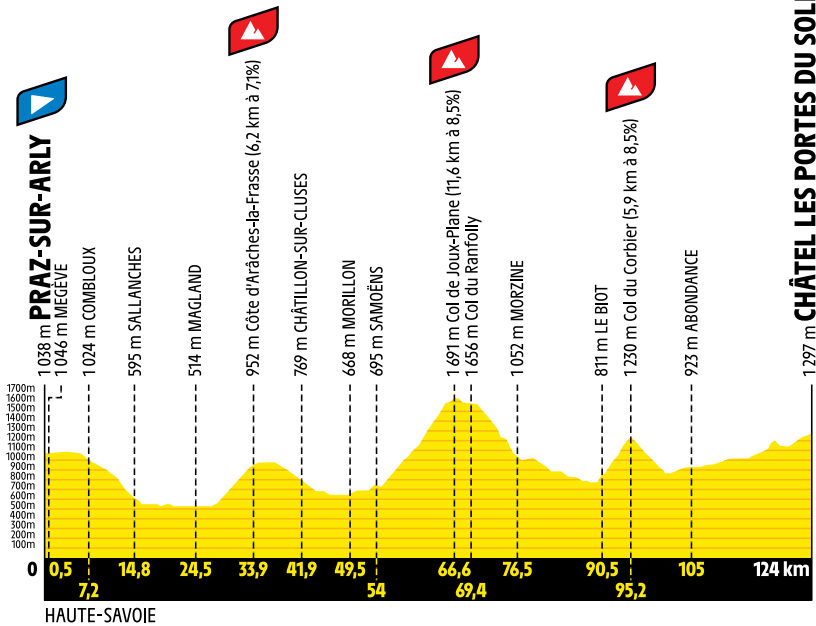 1 038 m PRAZ-SUR-ARLY
1 046 m MEGÈVE
1 024 m COMBLOUX
595 m SALLANCHES
514 m MAGLAND
952 m Côte d'Arâches-la-Frasse (6,2 km à 7,1%)
769 m CHÂTILLON-SUR-CLUSES
668 m MORILLON
695 m SAMOËNS
1 691 m Col de Joux-Plane (11,6 km à 8,5%)
1 656 m Col du Ranfolly
1 052 m MORZINE
811 m LE BIOT
1 230 m Col du Corbier (5,9 km à 8,5%)
923 m ABONDANCE
1 297 m CHÂTEL LES PORTES DU SOL
1700m
1600m
1500m
1400m
1300m
1200m
1100m
1000m
900m
800m
700m
600m
500m
400m
300m
200m
100m
0 0,5 14,8 24,5 33,9 41,9 49,5 66,6 76,5 90,5 105 124 km
7,2 54 69,4 95,2
HAUTE-SAVOIE